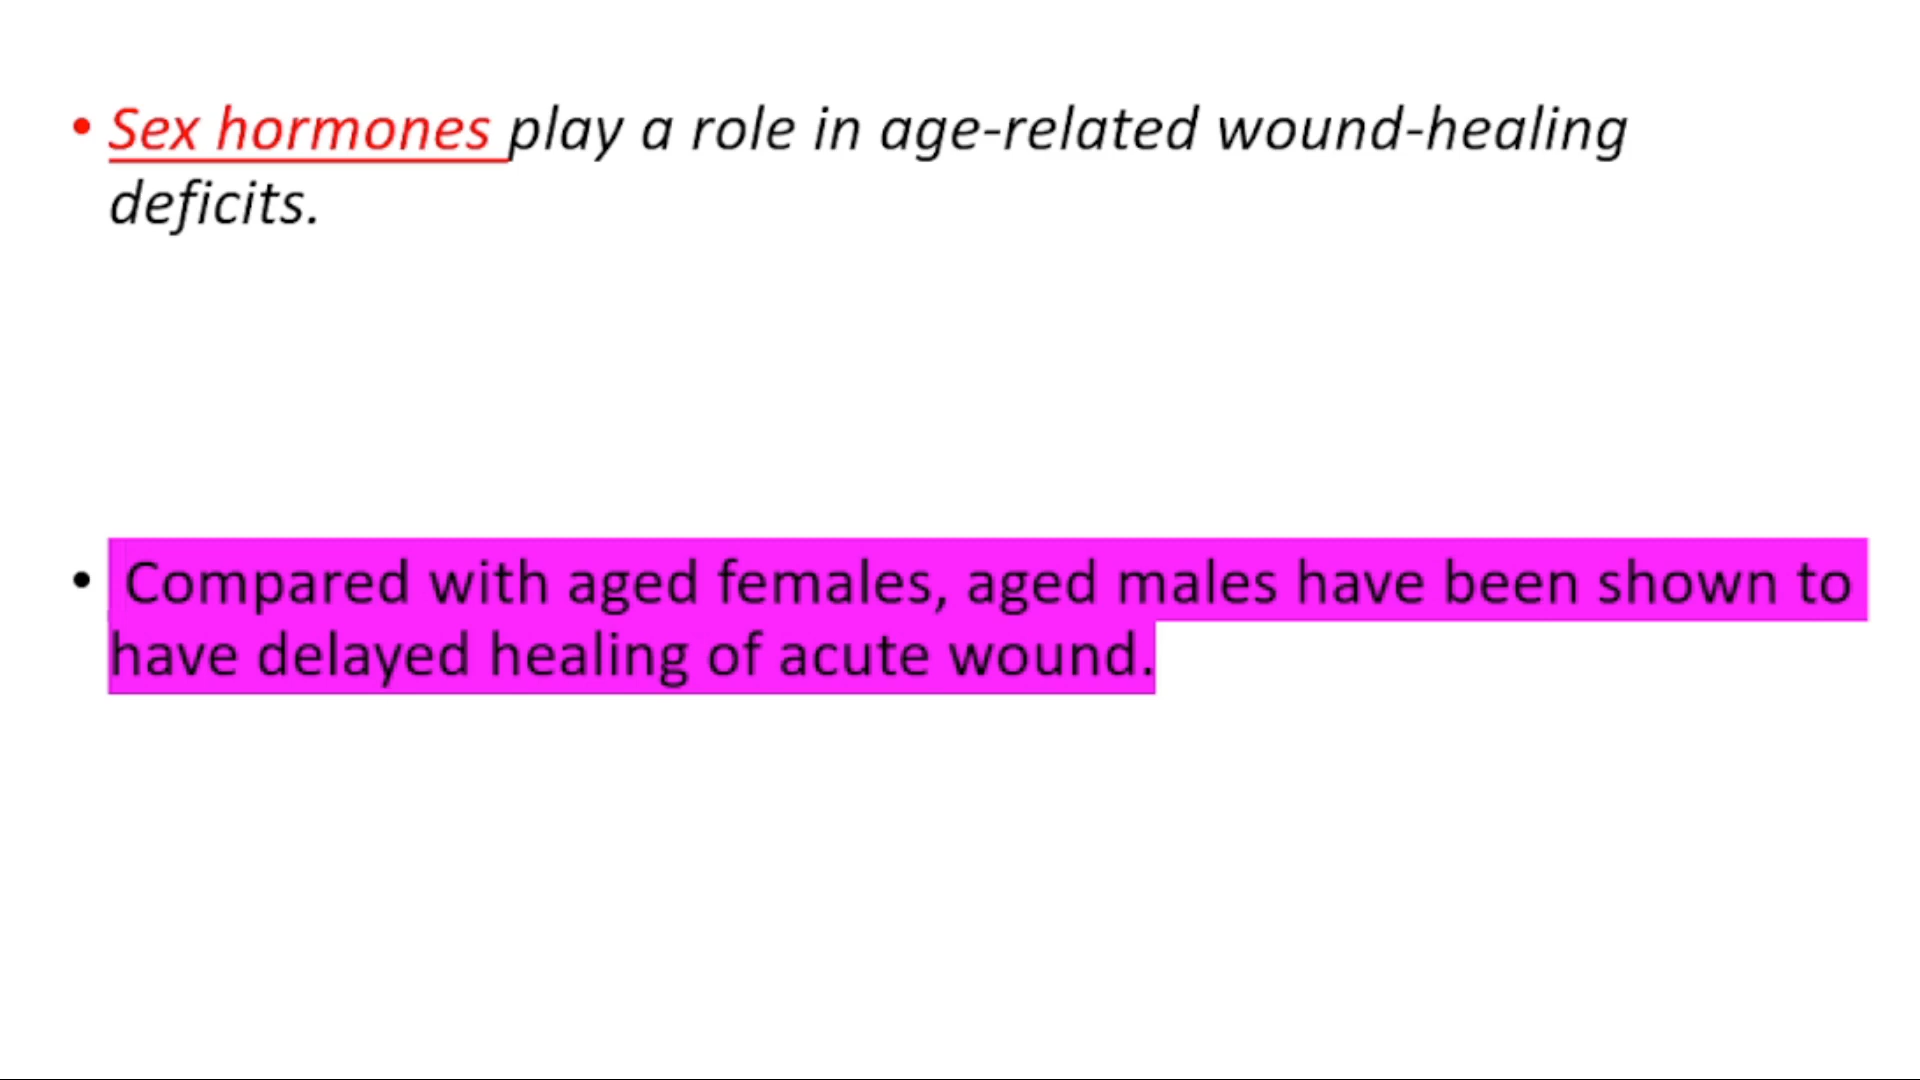 • Sex hormones play a role in age-related wound-healing
deficits.
• Compared with aged females, aged males have been shown to
have delayed healing of acute wound.